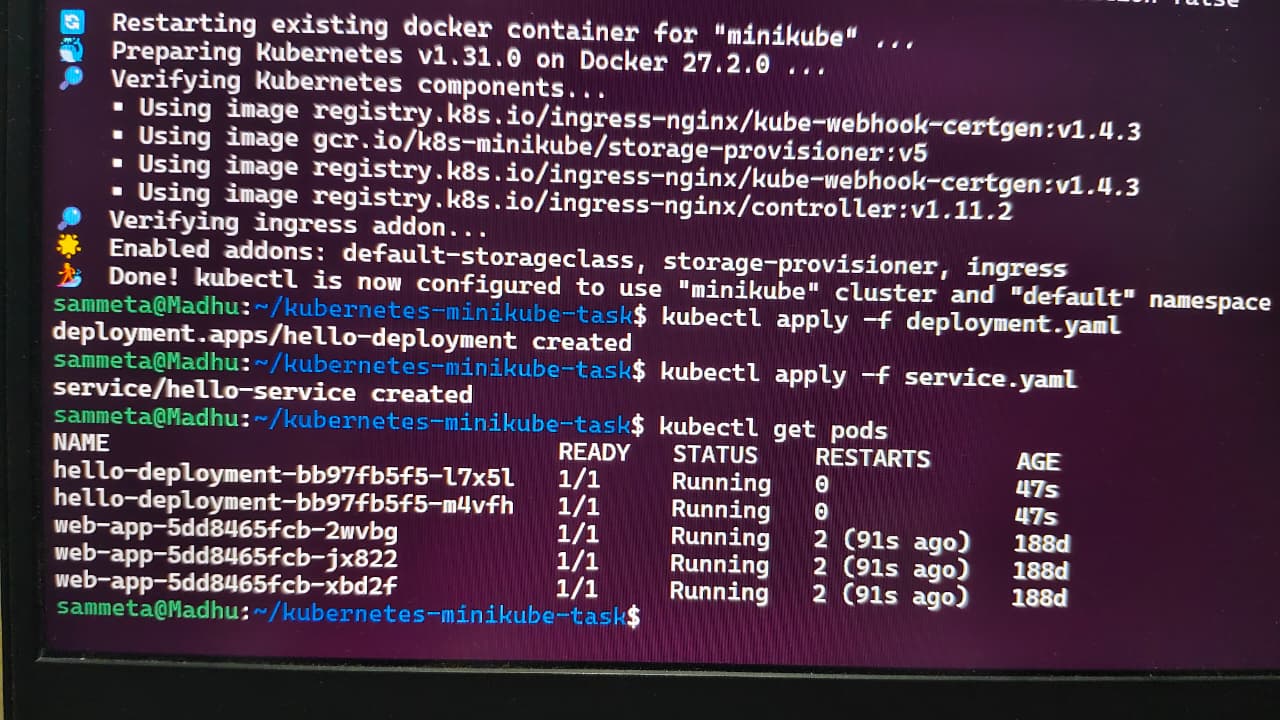 false
Restarting existing docker container for "minikube" ...
Preparing Kubernetes v1.31.0 on Docker 27.2.0 ...
Verifying Kubernetes components...
▪ Using image registry.k8s.io/ingress-nginx/kube-webhook-certgen:v1.4.3
▪ Using image gcr.io/k8s-minikube/storage-provisioner:v5
▪ Using image registry.k8s.io/ingress-nginx/kube-webhook-certgen:v1.4.3
▪ Using image registry.k8s.io/ingress-nginx/controller:v1.11.2
Verifying ingress addon...
Enabled addons: default-storageclass, storage-provisioner, ingress
Done! kubectl is now configured to use "minikube" cluster and "default" namespace
sammeta@Madhu:~/kubernetes-minikube-task$ kubectl apply -f deployment.yaml
deployment.apps/hello-deployment created
sammeta@Madhu:~/kubernetes-minikube-task$ kubectl apply -f service.yaml
service/hello-service created
sammeta@Madhu:~/kubernetes-minikube-task$ kubectl get pods
NAME READY STATUS RESTARTS AGE
hello-deployment-bb97fb5f5-l7x5l 1/1 Running 0 47s
hello-deployment-bb97fb5f5-m4vfh 1/1 Running 0 47s
web-app-5dd8465fcb-2wvbg 1/1 Running 2 (91s ago) 188d
web-app-5dd8465fcb-jx822 1/1 Running 2 (91s ago) 188d
web-app-5dd8465fcb-xbd2f 1/1 Running 2 (91s ago) 188d
sammeta@Madhu:~/kubernetes-minikube-task$